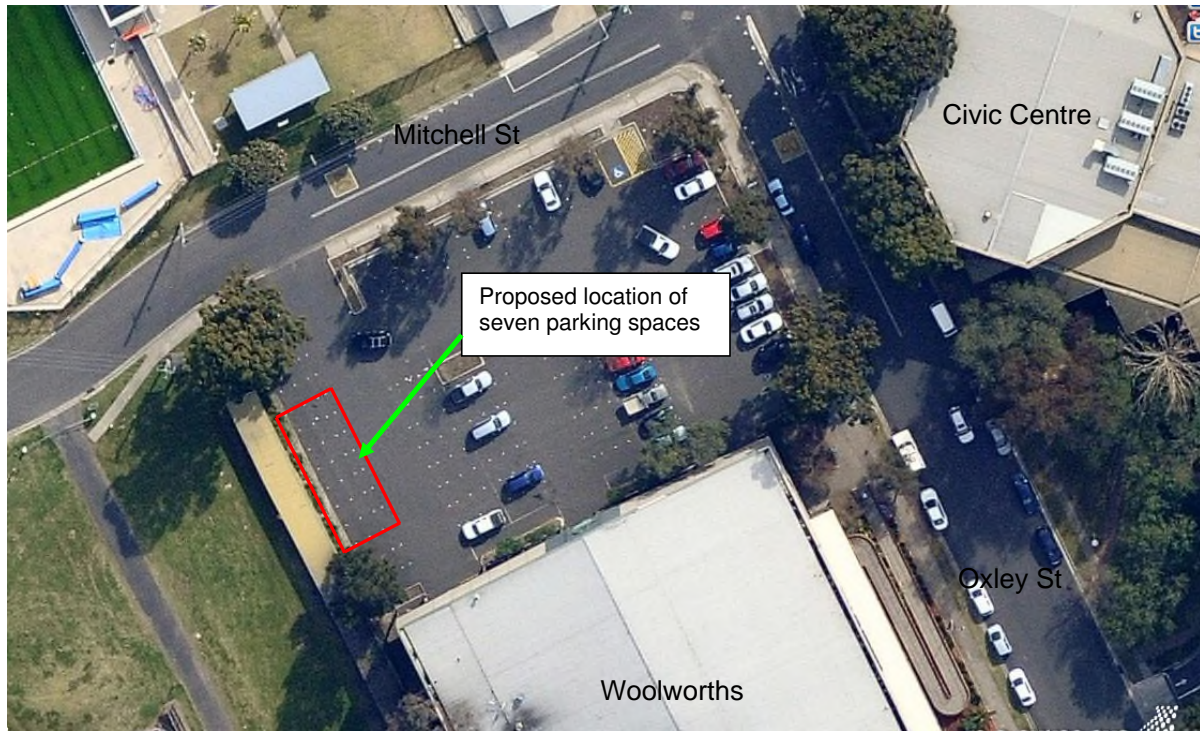 Mitchell St
Civic Centre
Proposed location of
seven parking spaces
Oxley St
Woolworths